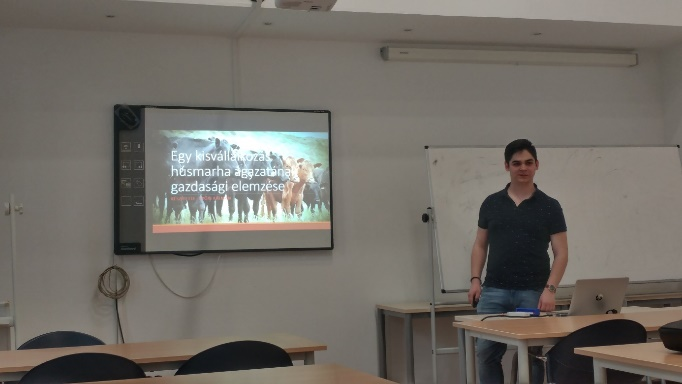 Egy kisvállalkozás
húsmarha ágazatának
gazdasági elemzése